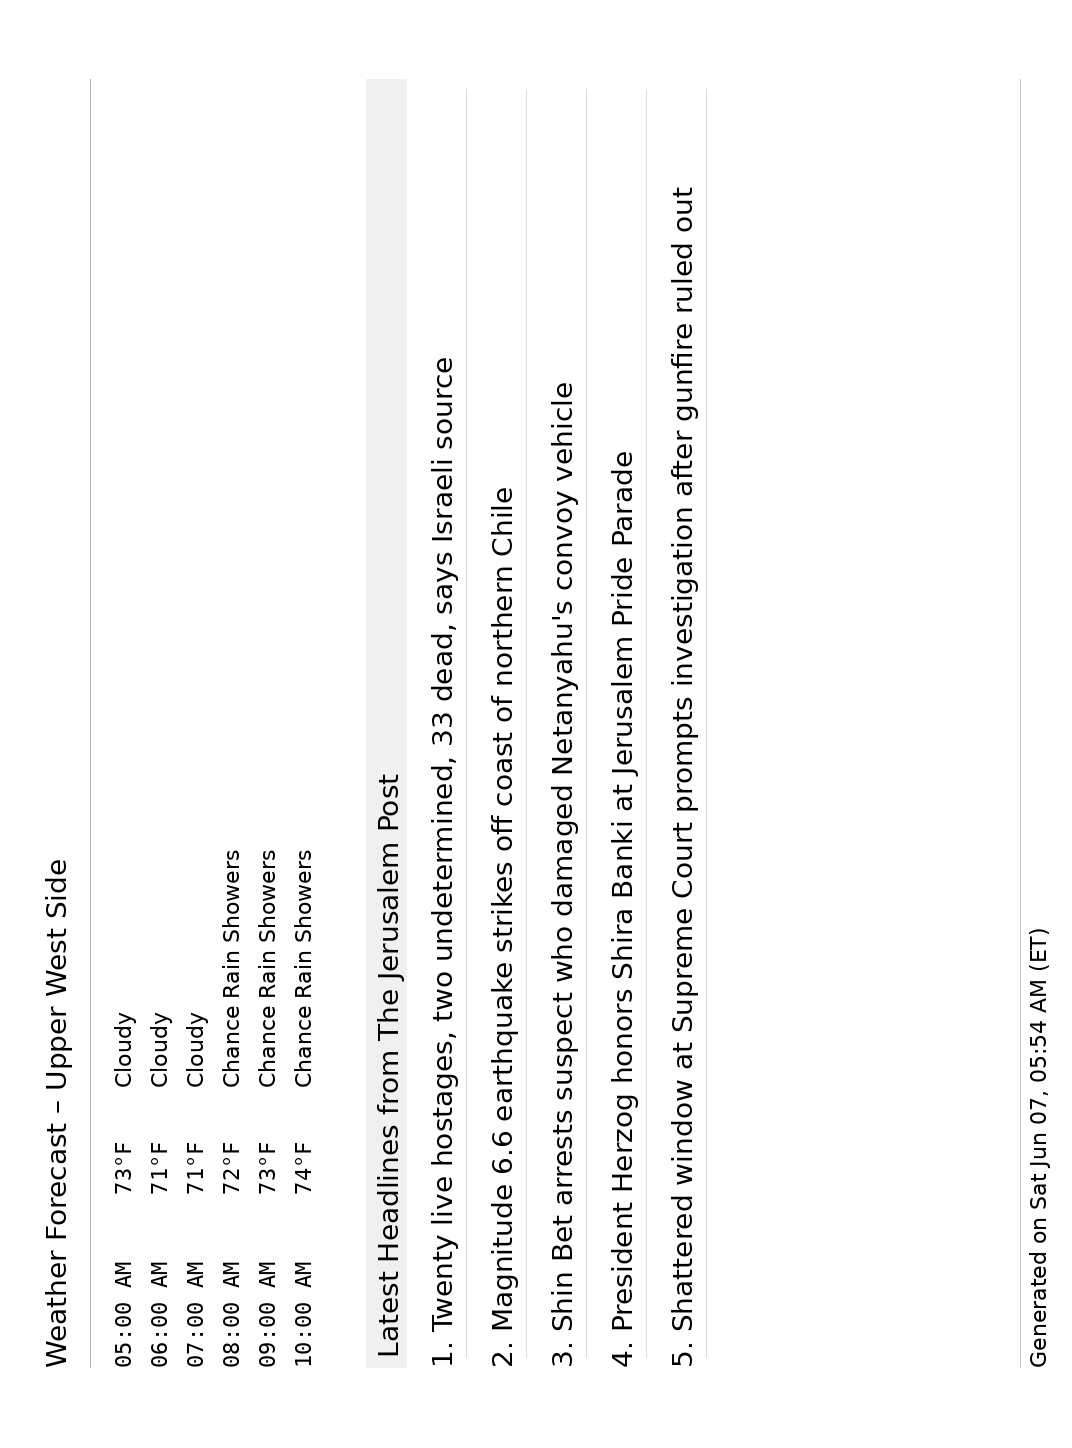 Weather Forecast – Upper West Side
05:00 AM 73°F Cloudy
06:00 AM 71°F Cloudy
07:00 AM 71°F Cloudy
08:00 AM 72°F Chance Rain Showers
09:00 AM 73°F Chance Rain Showers
10:00 AM 74°F Chance Rain Showers
Latest Headlines from The Jerusalem Post
1. Twenty live hostages, two undetermined, 33 dead, says Israeli source
2. Magnitude 6.6 earthquake strikes off coast of northern Chile
3. Shin Bet arrests suspect who damaged Netanyahu's convoy vehicle
4. President Herzog honors Shira Banki at Jerusalem Pride Parade
5. Shattered window at Supreme Court prompts investigation after gunfire ruled out
Generated on Sat Jun 07, 05:54 AM (ET)